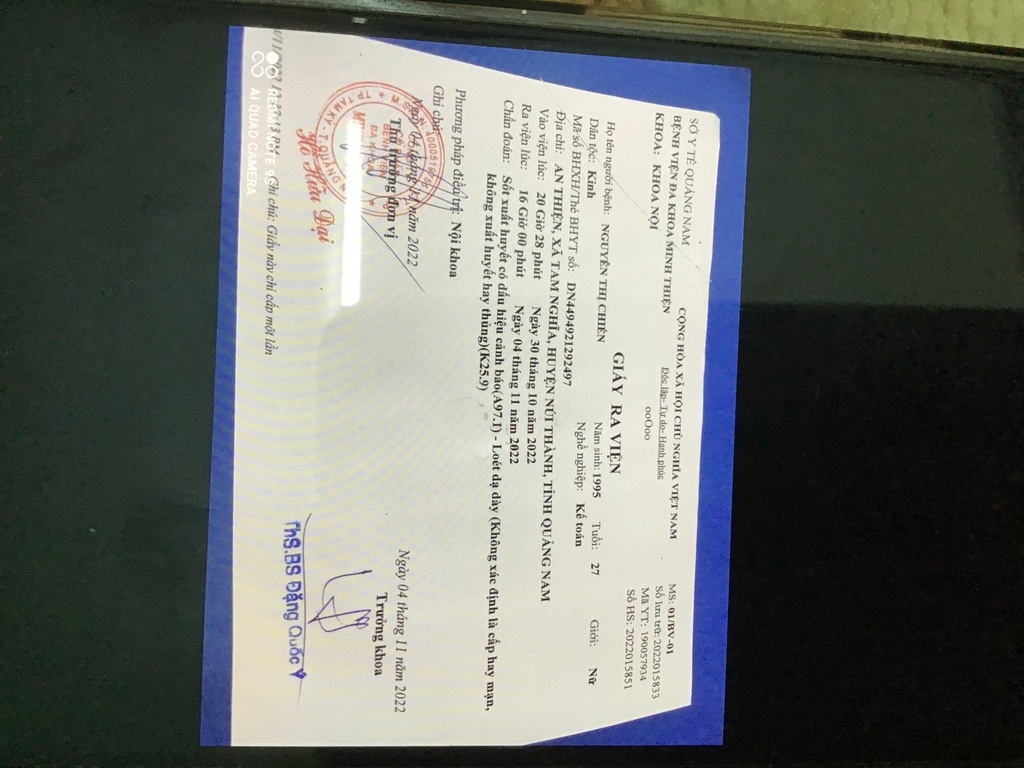 SỞ Y TẾ QUẢNG NAM
BỆNH VIỆN ĐA KHOA MINH THIỆN
KHOA: KHOA NỘI
CỘNG HÒA XÃ HỘI CHỦ NGHĨA VIỆT NAM
Độc lập- Tự do- Hạnh phúc
ooOoo
MS: 01/BV-01
Số lưu trữ: 2022015833
Mã YT: 190057934
Số HS: 2022015851
GIẤY RA VIỆN
Họ tên người bệnh: NGUYỄN THỊ CHIẾN Năm sinh: 1995 Tuổi: 27 Giới: Nữ
Dân tộc: Kinh Nghề nghiệp: Kế toán
Mã số BHXH/Thẻ BHYT số: DN4494921292497
Địa chỉ: AN THIỆN, XÃ TAM NGHĨA, HUYỆN NÚI THÀNH, TỈNH QUẢNG NAM
Vào viện lúc: 20 Giờ 28 phút Ngày 30 tháng 10 năm 2022
Ra viện lúc: 16 Giờ 00 phút Ngày 04 tháng 11 năm 2022
Chẩn đoán: Sốt xuất huyết có dấu hiệu cảnh báo(A97.1) - Loét dạ dày (Không xác định là cấp hay mạn,
không xuất huyết hay thủng)(K25.9)
Phương pháp điều trị: Nội khoa
Ghi chú:
Ngày 04 tháng 11 năm 2022
Thủ trưởng đơn vị
BỆNH VIỆN
ĐA KHOA
TP.TAM KỲ - T.QUẢNG
Hồ Hữu Đại
Ngày 04 tháng 11 năm 2022
Trưởng khoa
ThS.BS Đặng Quốc
Ghi chú: Giấy này chỉ cấp một lần
REDMI NOTE 9S
AI QUAD CAMERA